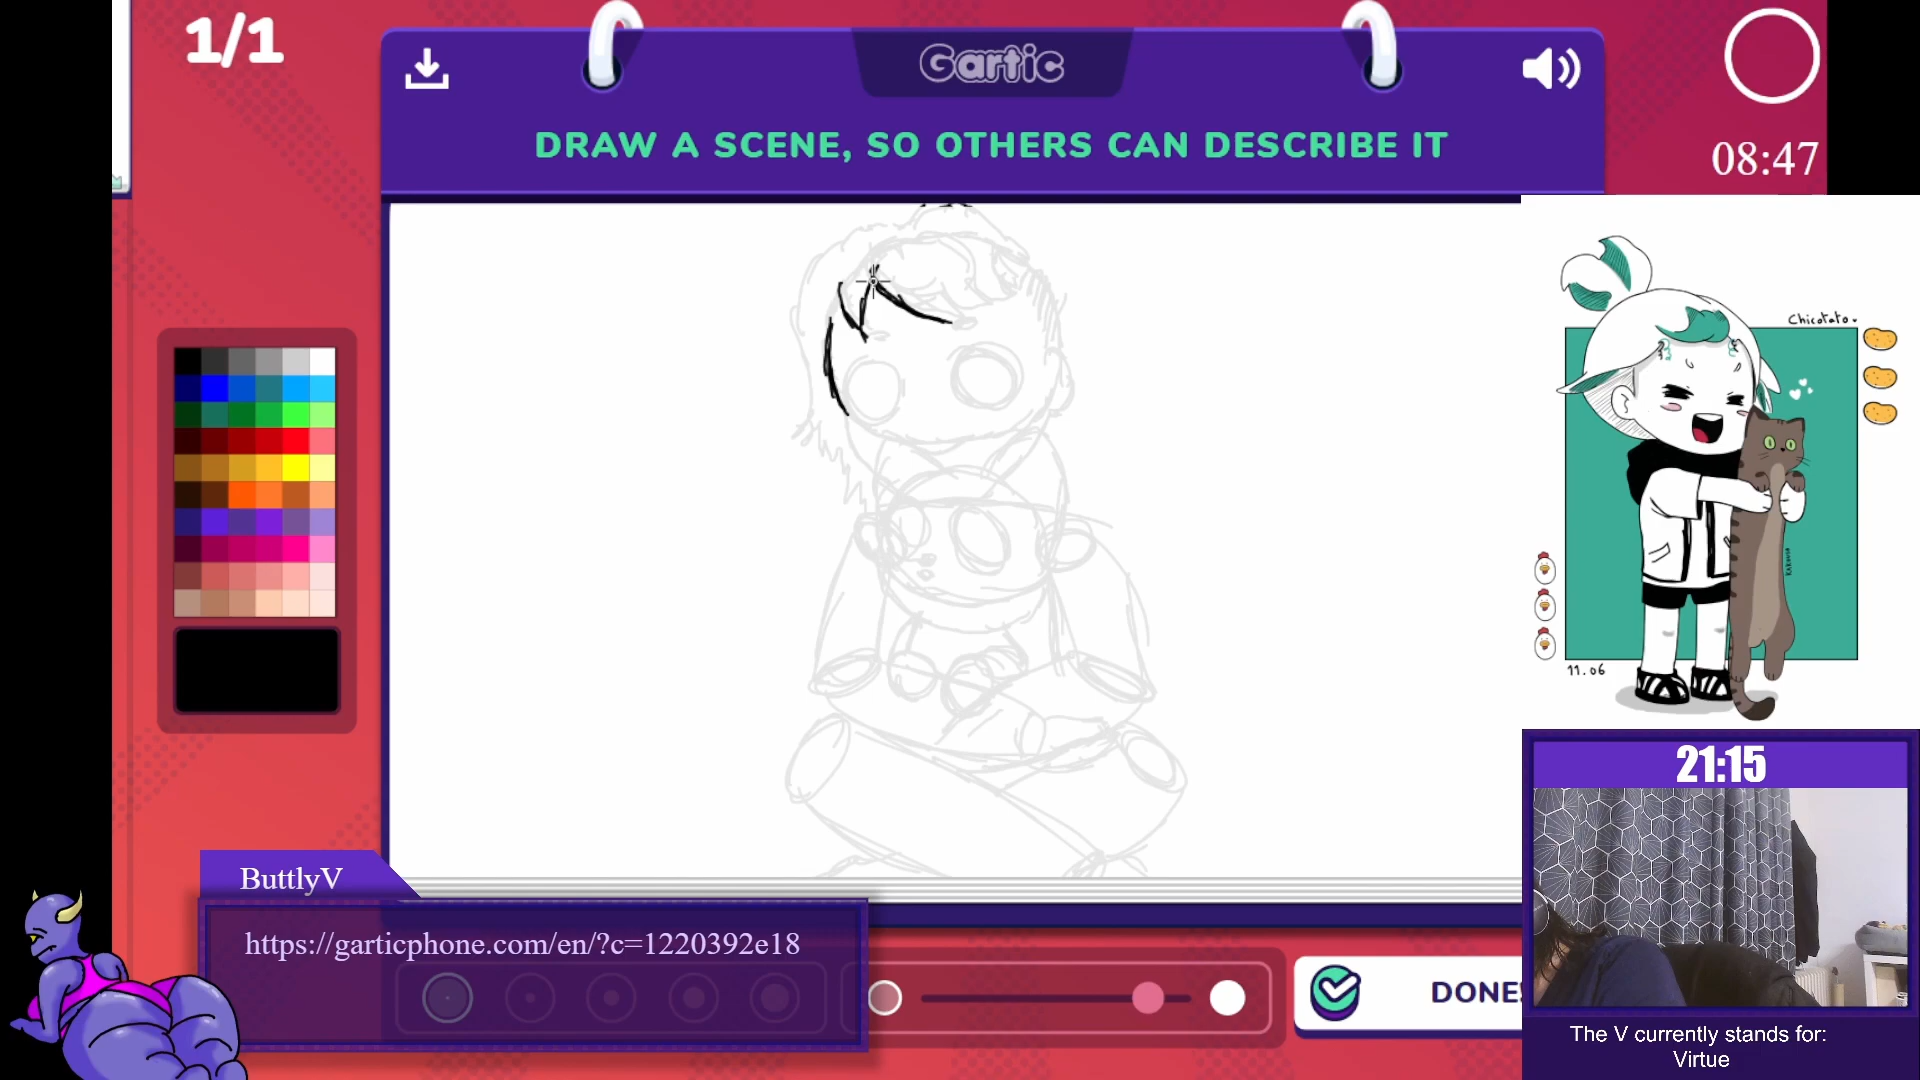 1/1
Gartic
DRAW A SCENE, SO OTHERS CAN DESCRIBE IT
08:47
Chicotato.
11.06
21:15
ButtlyV
https://garticphone.com/en/?c=1220392e18
DONE!
The V currently stands for:
Virtue